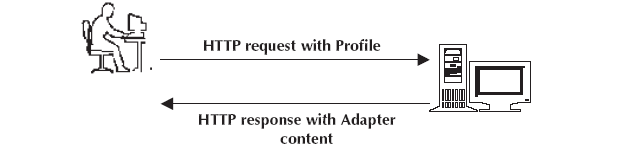 HTTP request with Profile
HTTP response with Adapter
content